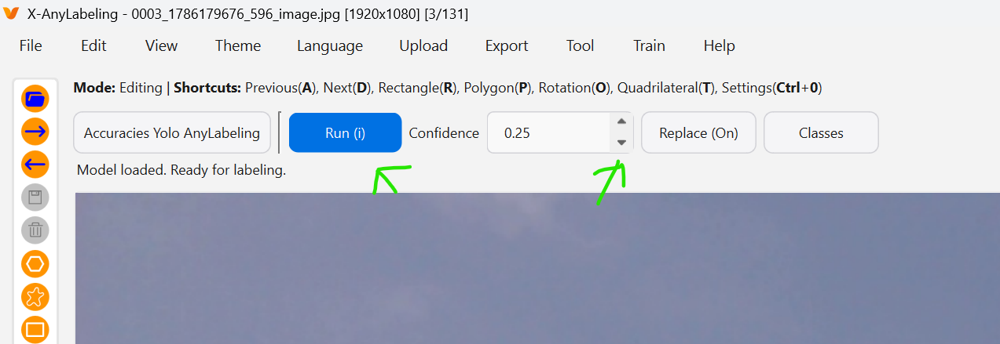 X-AnyLabeling - 0003_1786179676_596_image.jpg [1920x1080] [3/131]
File Edit View Theme Language Upload Export Tool Train Help
Mode: Editing | Shortcuts: Previous(A), Next(D), Rectangle(R), Polygon(P), Rotation(O), Quadrilateral(T), Settings(Ctrl+0)
Accuracies Yolo AnyLabeling Run (i) Confidence 0.25 Replace (On) Classes
Model loaded. Ready for labeling.